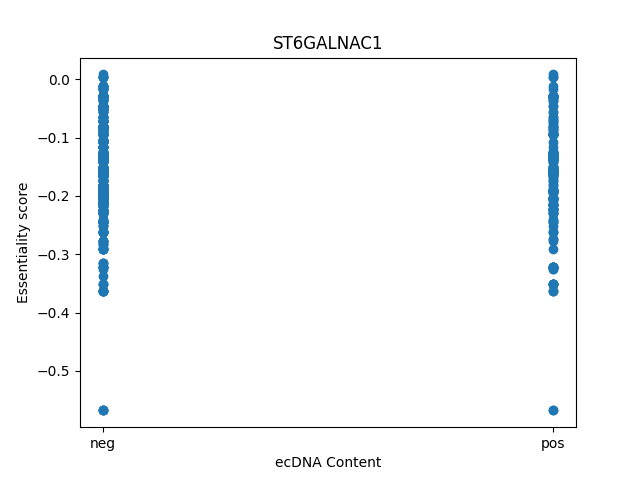 ST6GALNAC1
0.0
−0.1
−0.2
−0.3
−0.4
−0.5
Essentiality score
neg
pos
ecDNA Content